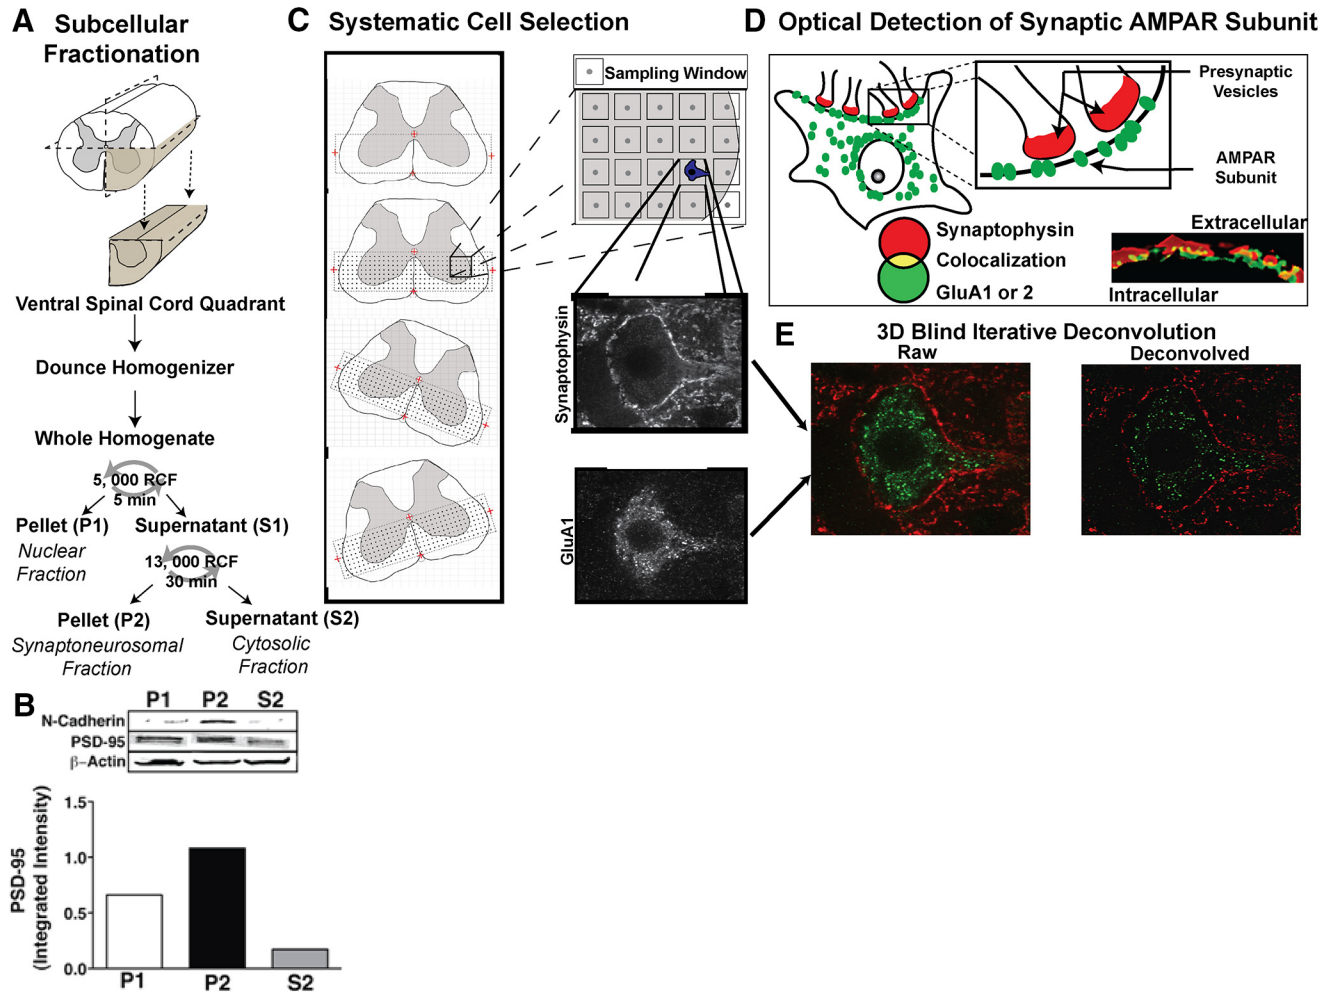 A Subcellular
Fractionation
Ventral Spinal Cord Quadrant
Dounce Homogenizer
Whole Homogenate
5, 000 RCF
5 min
Pellet (P1) Supernatant (S1)
Nuclear
Fraction
13, 000 RCF
30 min
Pellet (P2) Supernatant (S2)
Synaptoneurosomal
Fraction
Cytosolic
Fraction
B
P1 P2 S2
N-Cadherin
PSD-95
β-Actin
PSD-95
(Integrated Intensity)
1.5
1.0
0.5
0.0
P1 P2 S2
C Systematic Cell Selection
Sampling Window
Synaptophysin
GluA1
D Optical Detection of Synaptic AMPAR Subunit
Presynaptic
Vesicles
AMPAR
Subunit
Synaptophysin
Colocalization
GluA1 or 2
Extracellular
Intracellular
E 3D Blind Iterative Deconvolution
Raw Deconvolved